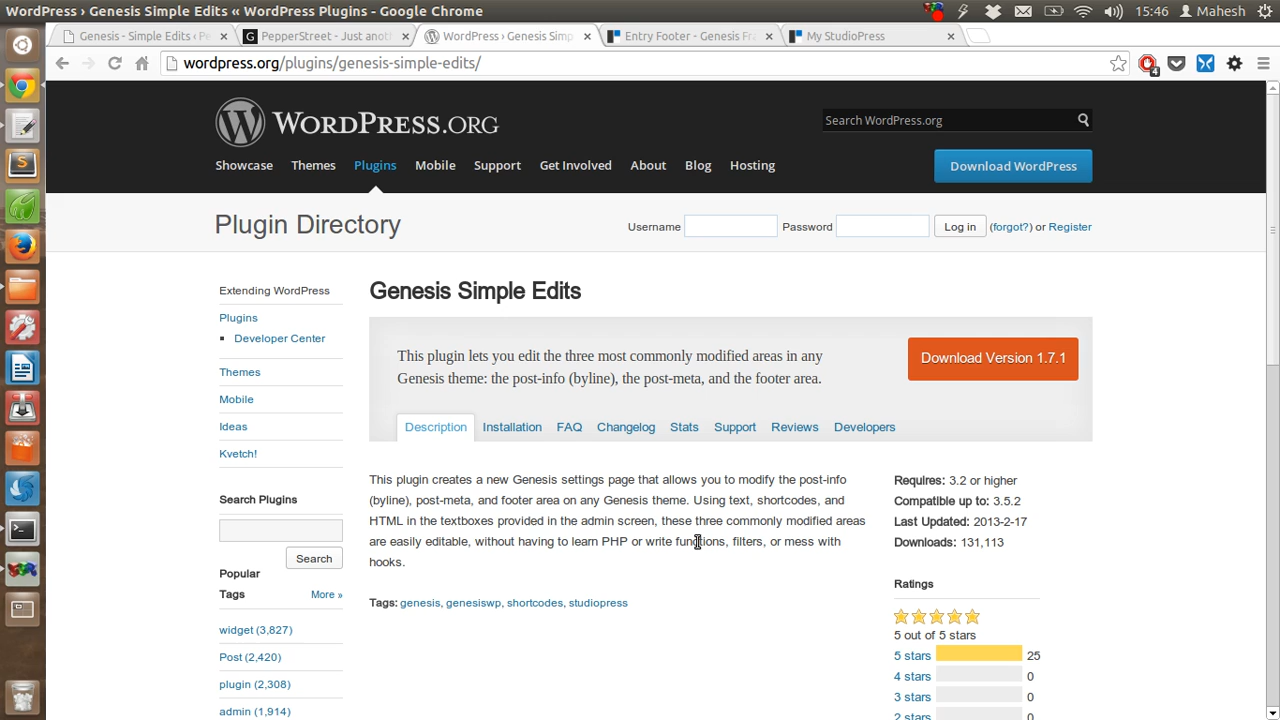 WordPress › Genesis Simple Edits « WordPress Plugins - Google Chrome
15:46 Mahesh
Genesis - Simple Edits ‹ Pe
PepperStreet - Just anot
WordPress › Genesis Simp
Entry Footer - Genesis Fr
My StudioPress
wordpress.org/plugins/genesis-simple-edits/
4
WORDPRESS.ORG
Search WordPress.org
Showcase Themes Plugins Mobile Support Get Involved About Blog Hosting
Download WordPress
Plugin Directory
Username Password Log in (forgot?) or Register
Extending WordPress
Plugins
Developer Center
Themes
Mobile
Ideas
Kvetch!
Search Plugins
Search
Popular
Tags More »
widget (3,827)
Post (2,420)
plugin (2,308)
admin (1,914)
Genesis Simple Edits
This plugin lets you edit the three most commonly modified areas in any
Genesis theme: the post-info (byline), the post-meta, and the footer area.
Download Version 1.7.1
Description Installation FAQ Changelog Stats Support Reviews Developers
This plugin creates a new Genesis settings page that allows you to modify the post-info
(byline), post-meta, and footer area on any Genesis theme. Using text, shortcodes, and
HTML in the textboxes provided in the admin screen, these three commonly modified areas
are easily editable, without having to learn PHP or write functions, filters, or mess with
hooks.
Tags: genesis, genesiswp, shortcodes, studiopress
Requires: 3.2 or higher
Compatible up to: 3.5.2
Last Updated: 2013-2-17
Downloads: 131,113
Ratings
5 out of 5 stars
5 stars 25
4 stars 0
3 stars 0
2 stars 0